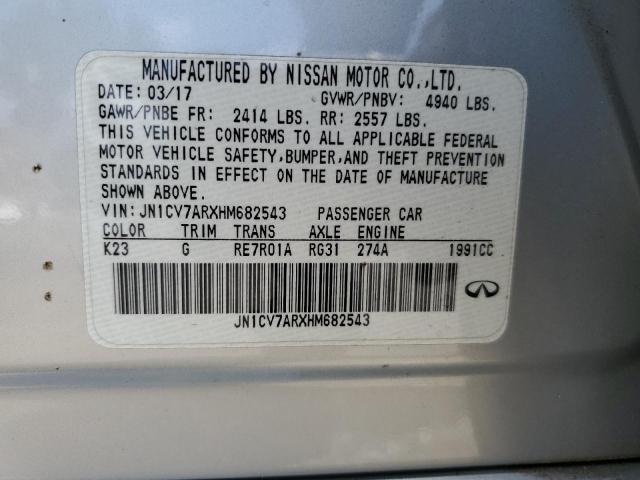 MANUFACTURED BY NISSAN MOTOR CO.,LTD.
DATE: 03/17 GVWR/PNBV: 4940 LBS.
GAWR/PNBE FR: 2414 LBS. RR: 2557 LBS.
THIS VEHICLE CONFORMS TO ALL APPLICABLE FEDERAL
MOTOR VEHICLE SAFETY,BUMPER,AND THEFT PREVENTION
STANDARDS IN EFFECT ON THE DATE OF MANUFACTURE
SHOWN ABOVE.
VIN: JN1CV7ARXHM682543 PASSENGER CAR
COLOR TRIM TRANS AXLE ENGINE
K23 G RE7R01A RG31 274A 1991CC
JN1CV7ARXHM682543